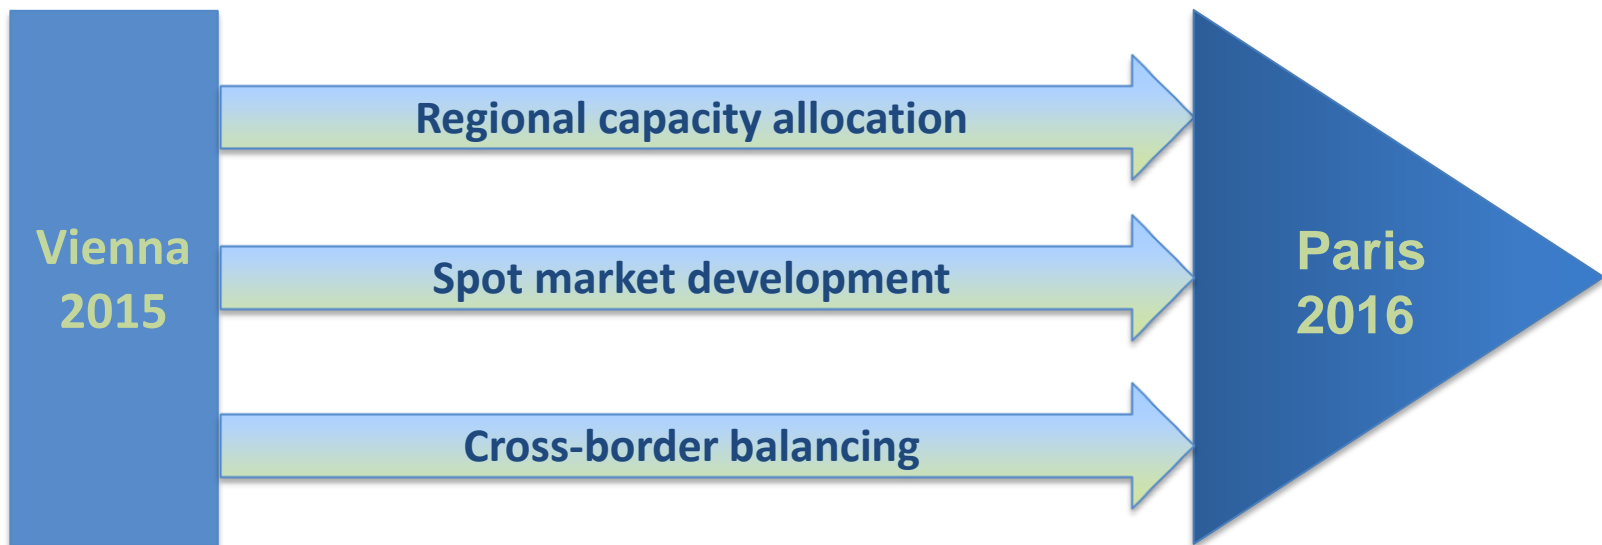 Vienna
2015
Regional capacity allocation
Spot market development
Cross-border balancing
Paris
2016